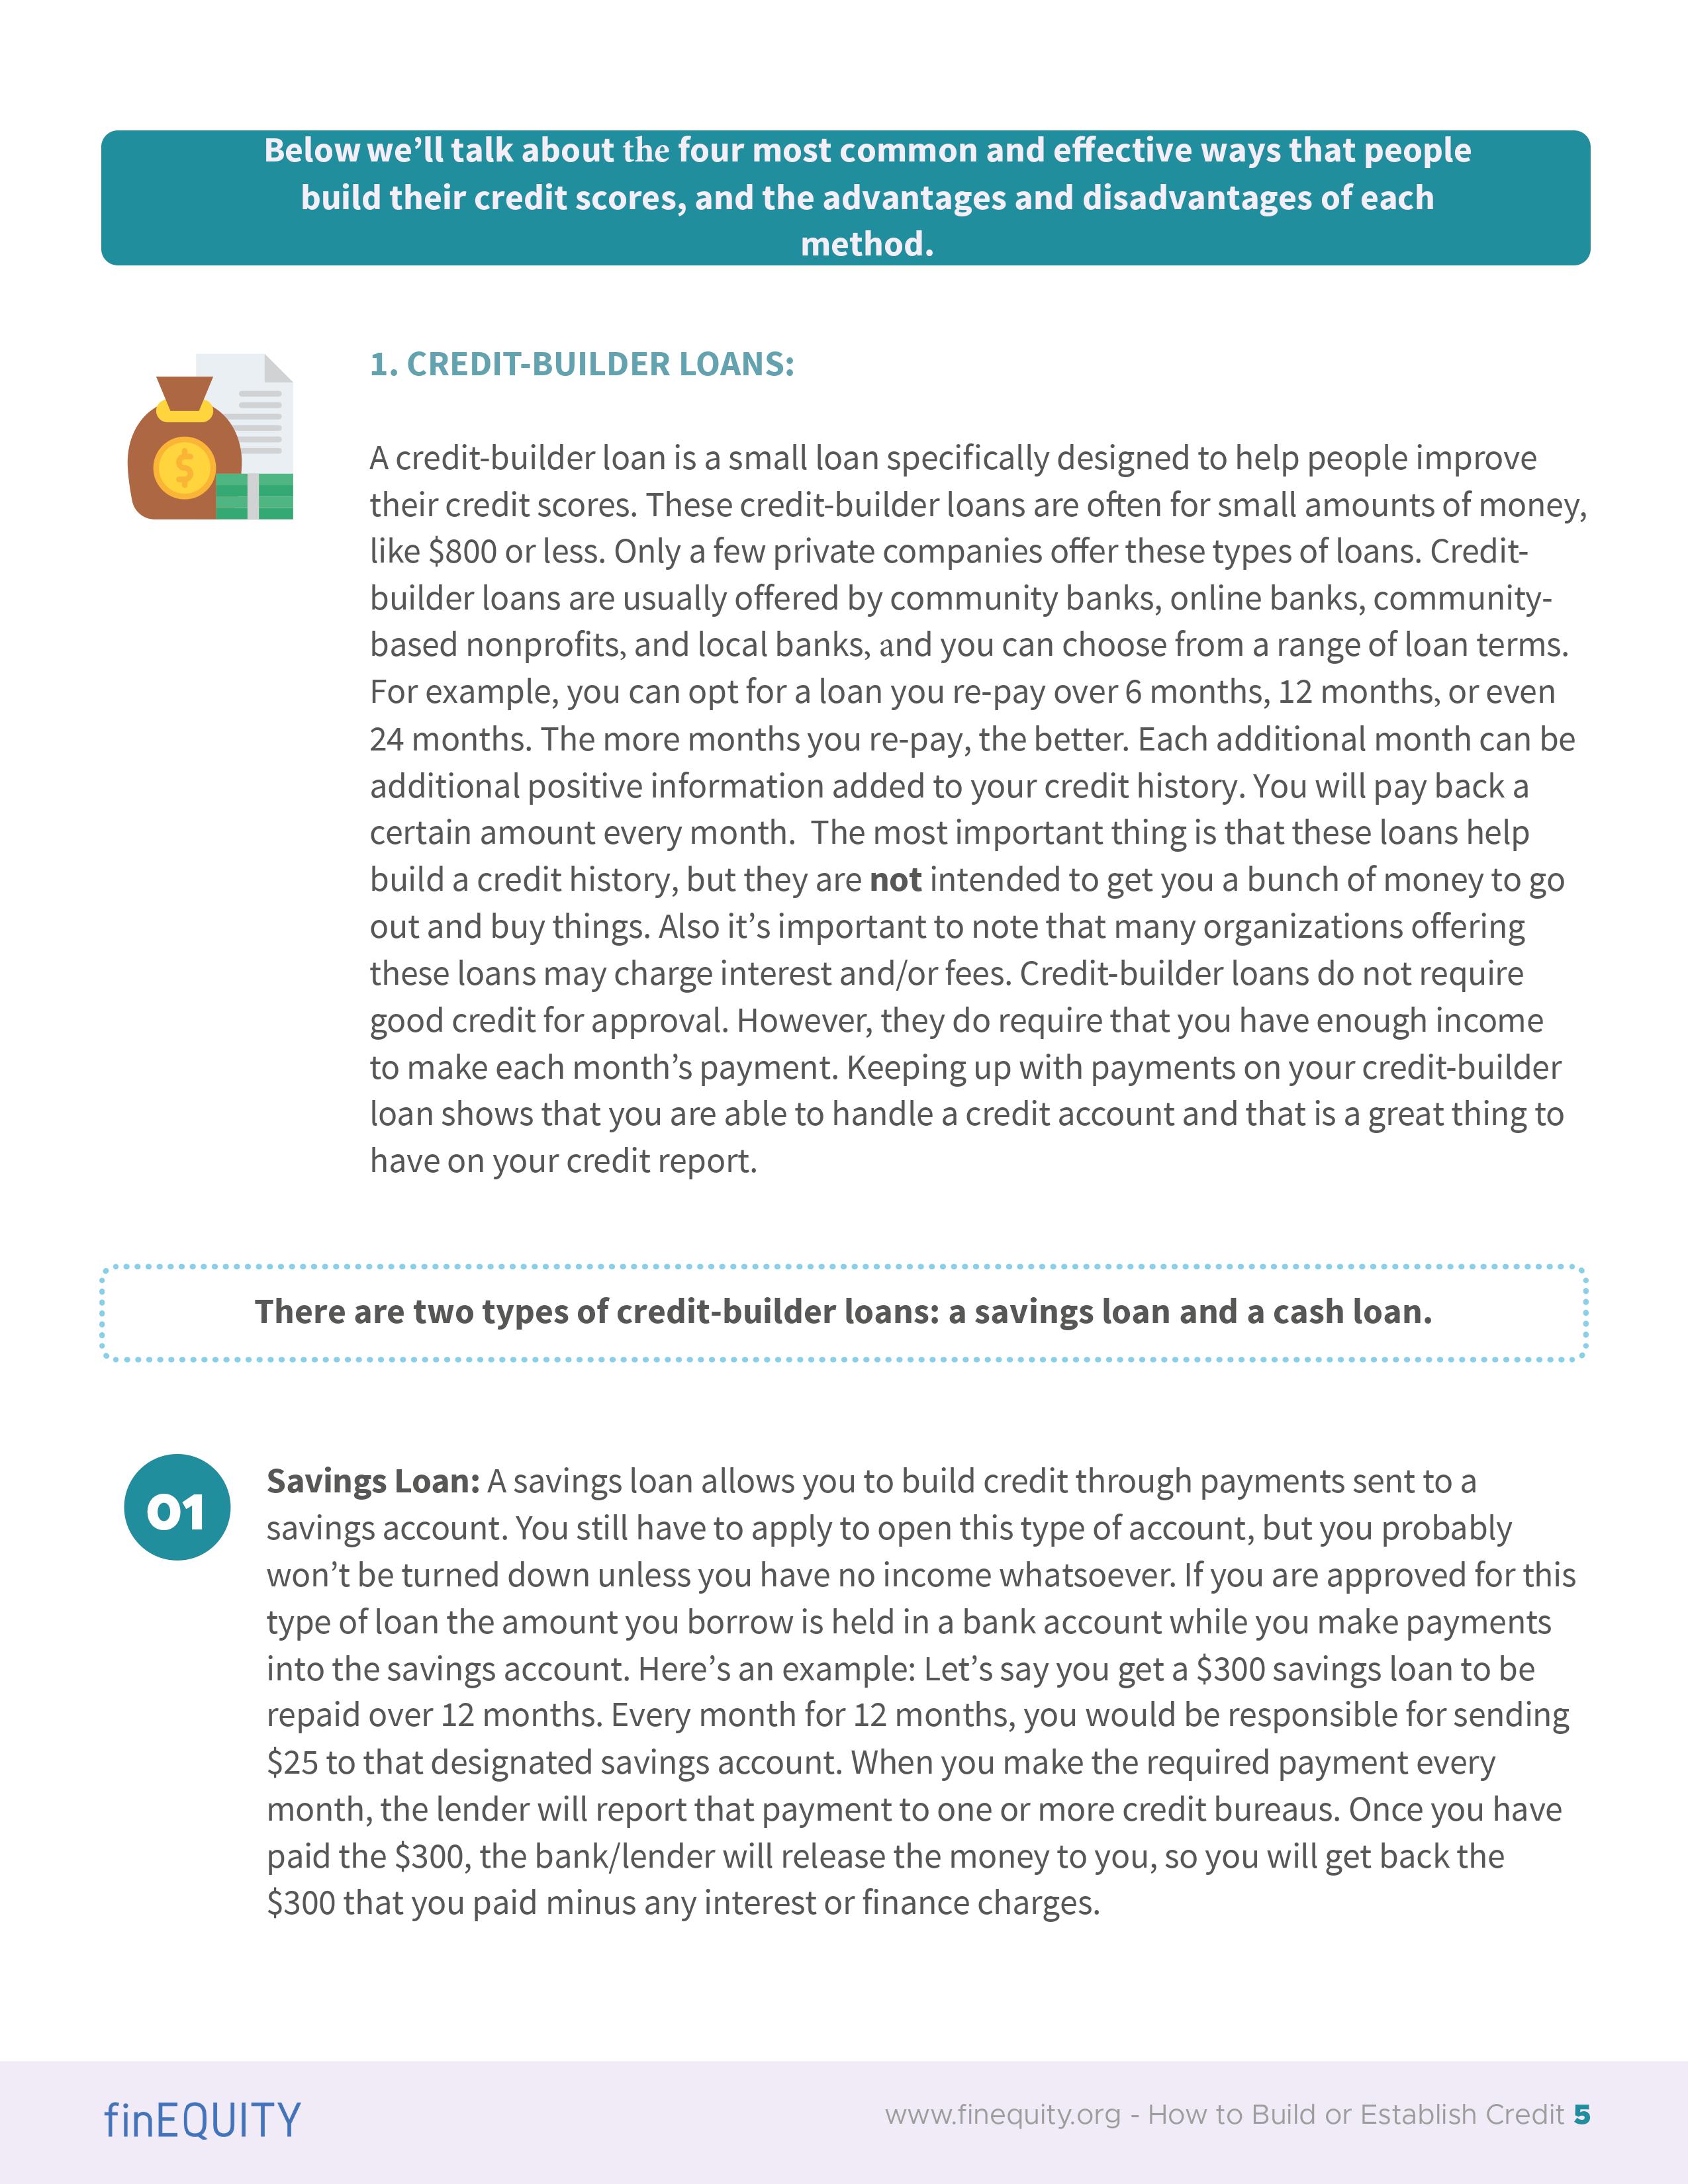 Below we’ll talk about the four most common and effective ways that people
build their credit scores, and the advantages and disadvantages of each
method.
1. CREDIT-BUILDER LOANS:
$
A credit-builder loan is a small loan specifically designed to help people improve
their credit scores. These credit-builder loans are often for small amounts of money,
like $800 or less. Only a few private companies offer these types of loans. Credit-
builder loans are usually offered by community banks, online banks, community-
based nonprofits, and local banks, and you can choose from a range of loan terms.
For example, you can opt for a loan you re-pay over 6 months, 12 months, or even
24 months. The more months you re-pay, the better. Each additional month can be
additional positive information added to your credit history. You will pay back a
certain amount every month.  The most important thing is that these loans help
build a credit history, but they are not intended to get you a bunch of money to go
out and buy things. Also it’s important to note that many organizations offering
these loans may charge interest and/or fees. Credit-builder loans do not require
good credit for approval. However, they do require that you have enough income
to make each month’s payment. Keeping up with payments on your credit-builder
loan shows that you are able to handle a credit account and that is a great thing to
have on your credit report.
There are two types of credit-builder loans: a savings loan and a cash loan.
01
Savings Loan: A savings loan allows you to build credit through payments sent to a
savings account. You still have to apply to open this type of account, but you probably
won’t be turned down unless you have no income whatsoever. If you are approved for this
type of loan the amount you borrow is held in a bank account while you make payments
into the savings account. Here’s an example: Let’s say you get a $300 savings loan to be
repaid over 12 months. Every month for 12 months, you would be responsible for sending
$25 to that designated savings account. When you make the required payment every
month, the lender will report that payment to one or more credit bureaus. Once you have
paid the $300, the bank/lender will release the money to you, so you will get back the
$300 that you paid minus any interest or finance charges.
finEQUITY
www.finequity.org - How to Build or Establish Credit 5